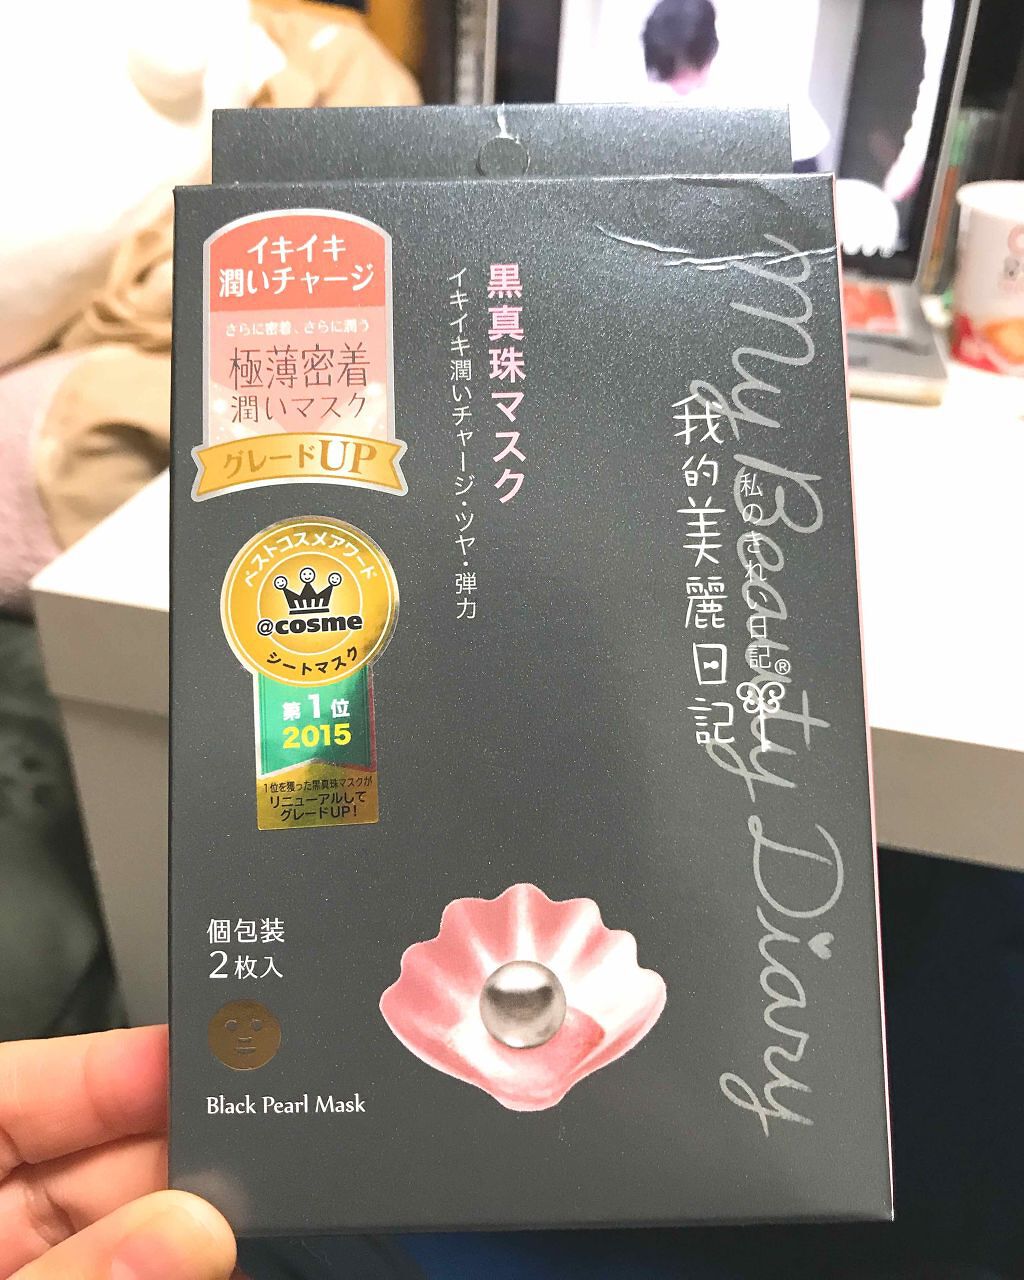 イキイキ
潤いチャージ
さらに密着、さらに潤う
極薄密着
潤いマスク
グレードUP
黒真珠マスク
イキイキ潤いチャージ・ツヤ・弾力
My Beauty Diary
我的美麗日記
私のきれい日記®
ベストコスメアワード
@cosme
シートマスク
第1位
2015
1位を獲った黒真珠マスクが
リニューアルして
グレードUP!
個包装
2枚入
Black Pearl Mask